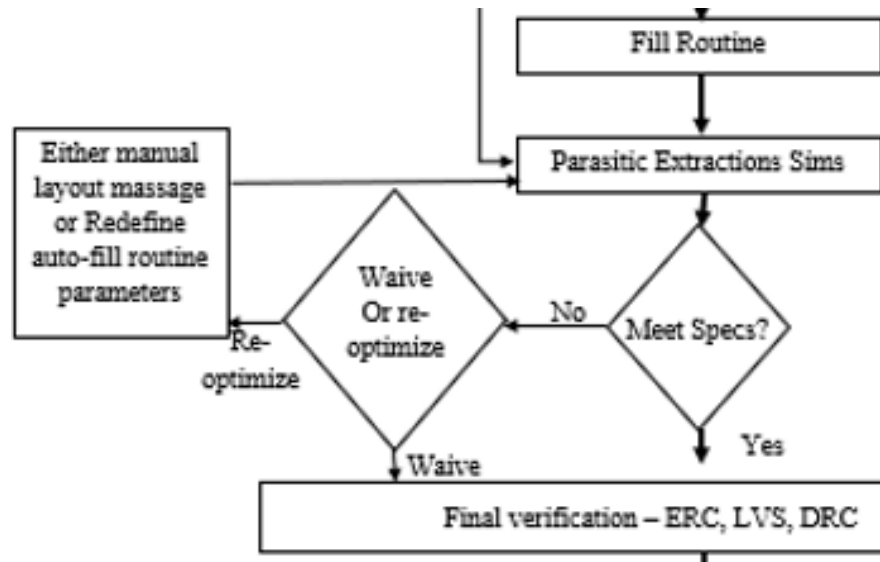 Fill Routine
Parasitic Extractions Sims
Either manual
layout massage
or Redefine
auto-fill routine
parameters
Waive
Or re-
optimize
No
Meet Specs?
Re-
optimize
Yes
Waive
Final verification – ERC, LVS, DRC